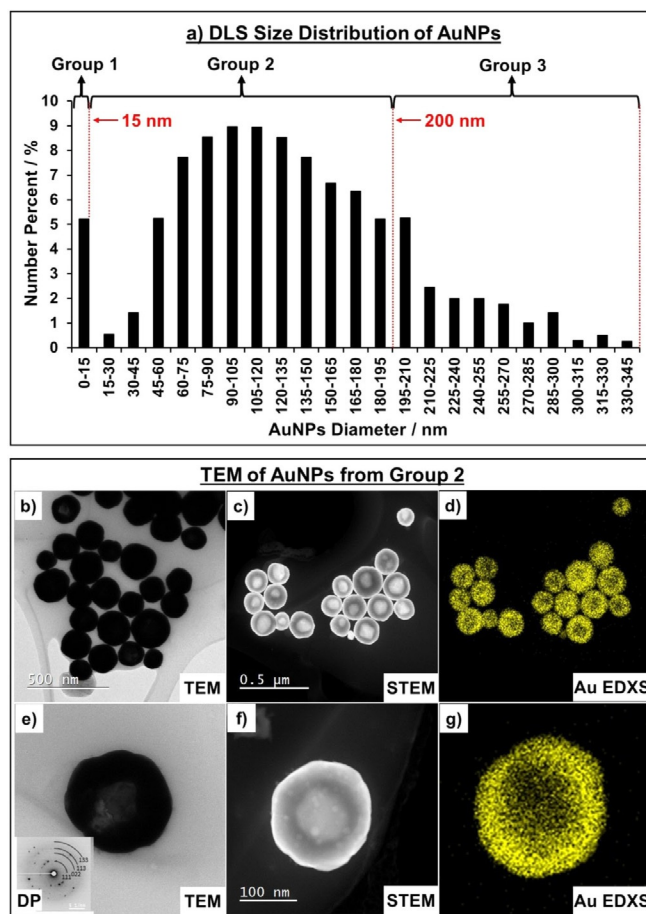 a) DLS Size Distribution of AuNPs
Group 1
Group 2
Group 3
15 nm
200 nm
Number Percent / %
10
9
8
7
6
5
4
3
2
1
0
0-15
15-30
30-45
45-60
60-75
75-90
90-105
105-120
120-135
135-150
150-165
165-180
180-195
195-210
210-225
225-240
240-255
255-270
270-285
285-300
300-315
315-330
330-345
AuNPs Diameter / nm
TEM of AuNPs from Group 2
b)
500 nm
TEM
c)
0.5 µm
STEM
d)
Au EDXS
e)
133
113
022
111
DP
TEM
f)
100 nm
STEM
g)
Au EDXS